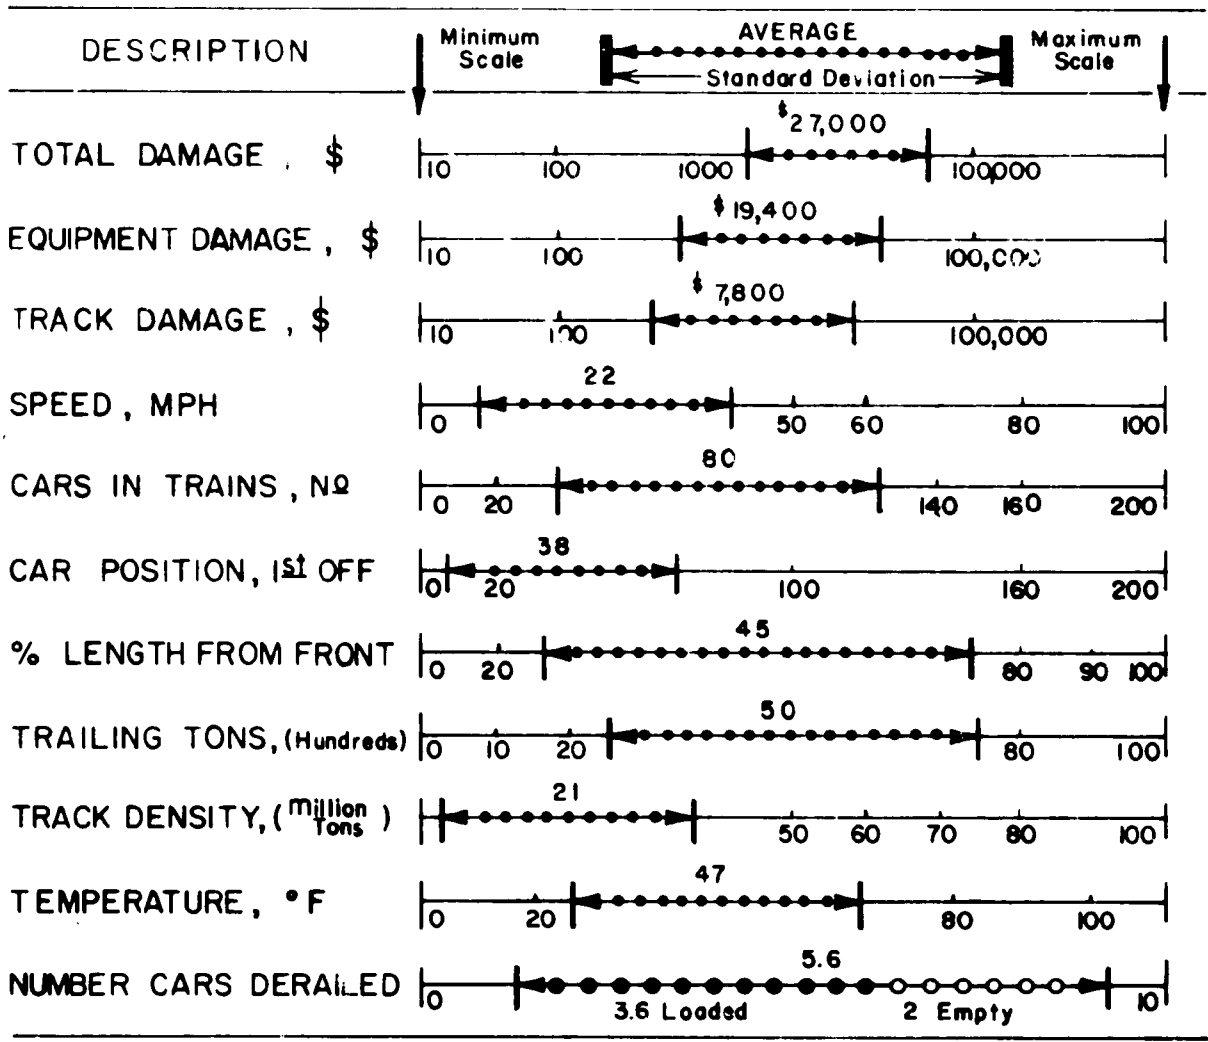 DESCRIPTION Minimum Scale AVERAGE Maximum Scale
Standard Deviation
$27,000
TOTAL DAMAGE, $ 10 100 1000 100,000
$19,400
EQUIPMENT DAMAGE, $ 10 100 100,000
$7,800
TRACK DAMAGE, $ 10 100 100,000
22
SPEED, MPH 0 50 60 80 100
80
CARS IN TRAINS, Nº 0 20 140 160 200
38
CAR POSITION, 1st OFF 0 20 100 160 200
45
% LENGTH FROM FRONT 0 20 80 90 100
50
TRAILING TONS, (Hundreds) 0 10 20 80 100
21
TRACK DENSITY, (Million Tons) 0 50 60 70 80 100
47
TEMPERATURE, °F 0 20 80 100
5.6
NUMBER CARS DERAILED 0 10
3.6 Loaded 2 Empty